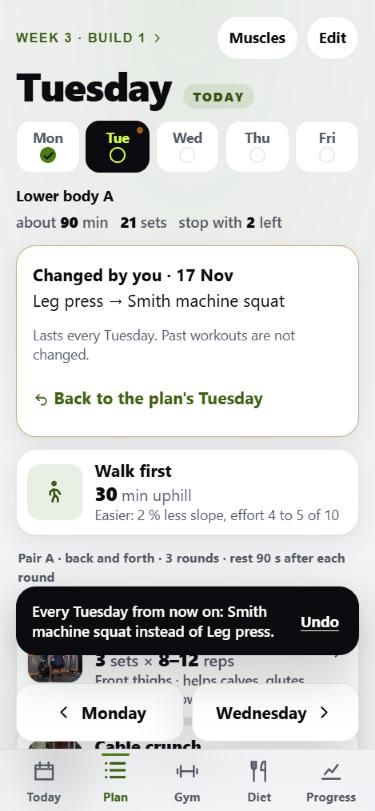 WEEK 3 · BUILD 1 >
Muscles
Edit
Tuesday
TODAY
Mon
Tue
Wed
Thu
Fri
Lower body A
about 90 min 21 sets stop with 2 left
Changed by you · 17 Nov
Leg press → Smith machine squat
Lasts every Tuesday. Past workouts are not
changed.
Back to the plan's Tuesday
Walk first
30 min uphill
Easier: 2 % less slope, effort 4 to 5 of 10
Pair A · back and forth · 3 rounds · rest 90 s after each
round
Every Tuesday from now on: Smith
machine squat instead of Leg press.
Undo
3 sets × 8–12 reps
Front thighs · helps calves, glutes
Monday
Wednesday
Cable crunch
Today
Plan
Gym
Diet
Progress